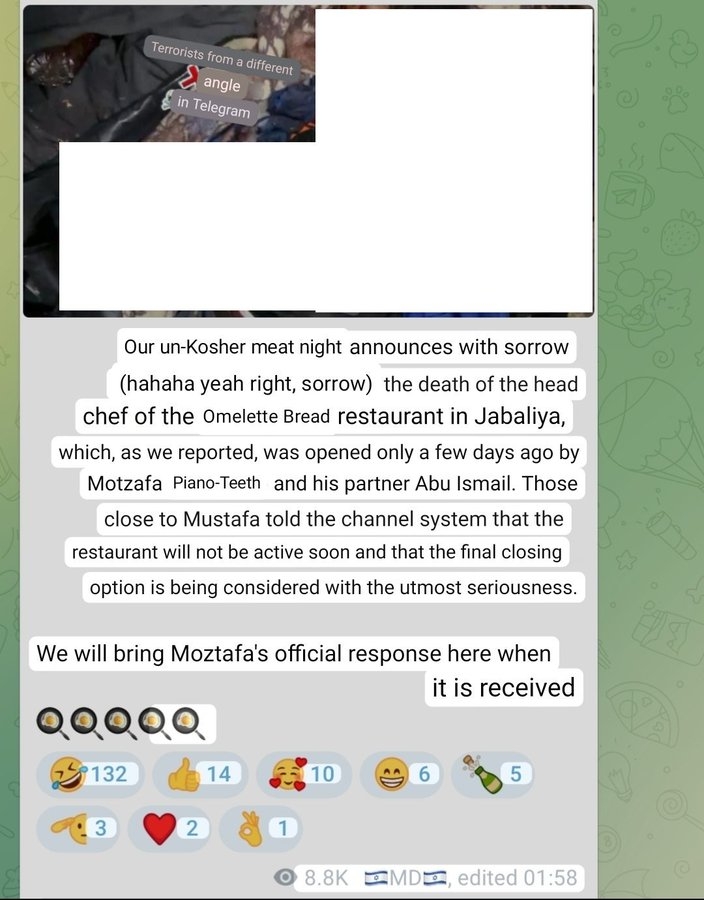 Terrorists from a different
angle
in Telegram
Our un-Kosher meat night announces with sorrow
(hahaha yeah right, sorrow) the death of the head
chef of the Omelette Bread restaurant in Jabaliya,
which, as we reported, was opened only a few days ago by
Motzafa Piano-Teeth and his partner Abu Ismail. Those
close to Mustafa told the channel system that the
restaurant will not be active soon and that the final closing
option is being considered with the utmost seriousness.
We will bring Moztafa's official response here when
it is received
🍳🍳🍳🍳🍳
🤣 132 👍 14 🥰 10 😁 6 🍾 5
🫡 3 ❤️ 2 👌 1
8.8K 🇮🇱MD🇮🇱, edited 01:58